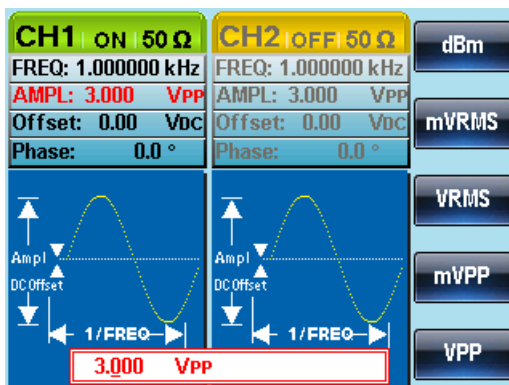 CH1 ON 50 Ω
FREQ: 1.000000 kHz
AMPL: 3.000 VPP
Offset: 0.00 VDC
Phase: 0.0 °
CH2 OFF 50 Ω
FREQ: 1.000000 kHz
AMPL: 3.000 VPP
Offset: 0.00 VDC
Phase: 0.0 °
Ampl
DC Offset
1/FREQ
Ampl
DC Offset
1/FREQ
3.000 VPP
dBm
mVRMS
VRMS
mVPP
VPP